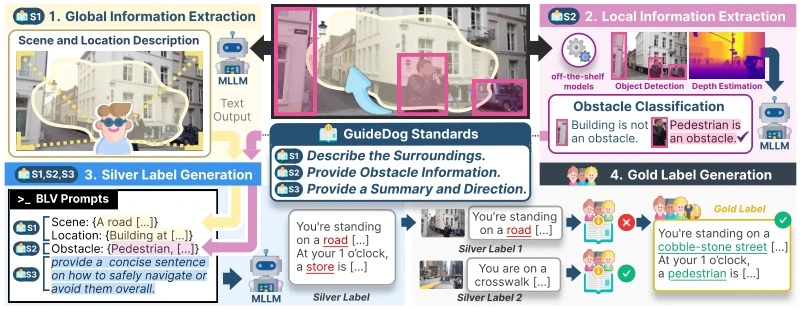 S1 1. Global Information Extraction
Scene and Location Description
MLLM
Text
Output
S2 2. Local Information Extraction
off-the-shelf
models
Object Detection
Depth Estimation
Obstacle Classification
Building is not
an obstacle.
Pedestrian is
an obstacle.
MLLM
GuideDog Standards
S1 Describe the Surroundings.
S2 Provide Obstacle Information.
S3 Provide a Summary and Direction.
S1,S2,S3 3. Silver Label Generation
>_ BLV Prompts
S1 Scene: {A road [...]}
Location: {Building at [...]}
S2 Obstacle: {Pedestrian, [...]}
S3 provide a concise sentence
on how to safely navigate or
avoid them overall.
MLLM
You're standing
on a road [...]
At your 1 o'clock,
a store is [...]
Silver Label
4. Gold Label Generation
You're standing
on a road [...]
Silver Label 1
You are on a
crosswalk [...]
Silver Label 2
Gold Label
You're standing on a
cobble-stone street [...]
At your 1 o'clock,
a pedestrian is [...]